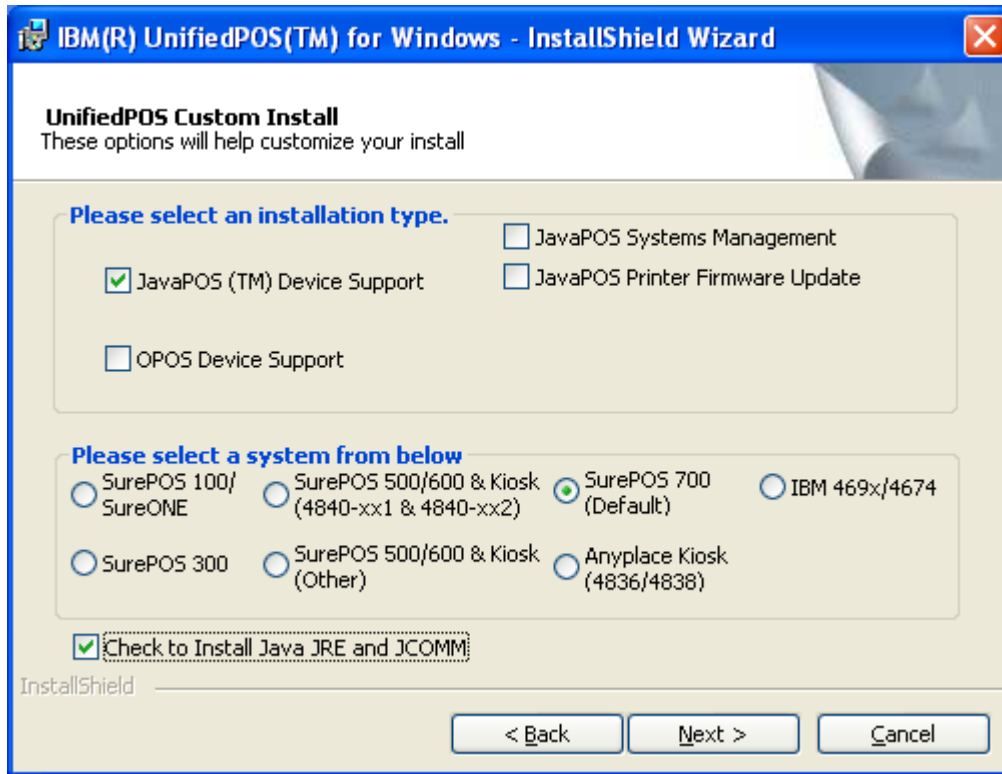 IBM(R) UnifiedPOS(TM) for Windows - InstallShield Wizard
UnifiedPOS Custom Install
These options will help customize your install
Please select an installation type.
JavaPOS Systems Management
JavaPOS (TM) Device Support
JavaPOS Printer Firmware Update
OPOS Device Support
Please select a system from below
SurePOS 100/
SureONE
SurePOS 500/600 & Kiosk
(4840-xx1 & 4840-xx2)
SurePOS 700
(Default)
IBM 469x/4674
SurePOS 300
SurePOS 500/600 & Kiosk
(Other)
Anyplace Kiosk
(4836/4838)
Check to Install Java JRE and JCOMM
InstallShield
< Back
Next >
Cancel